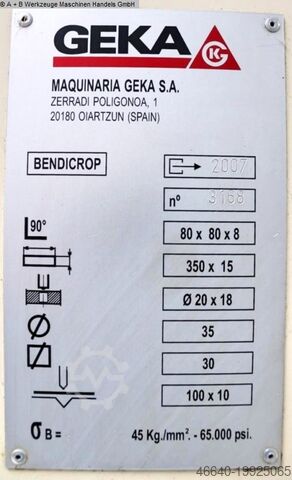 ® A + B Werkzeuge Maschinen Handels GmbH
GEKA
GK
MAQUINARIA GEKA S.A.
ZERRADI POLIGONOA, 1
20180 OIARTZUN (SPAIN)
BENDICROP
2007
nº 3168
90°
80 x 80 x 8
350 x 15
Ø 20 x 18
35
30
100 x 10
σB = 45 Kg./mm². - 65.000 psi.
46640-19925065